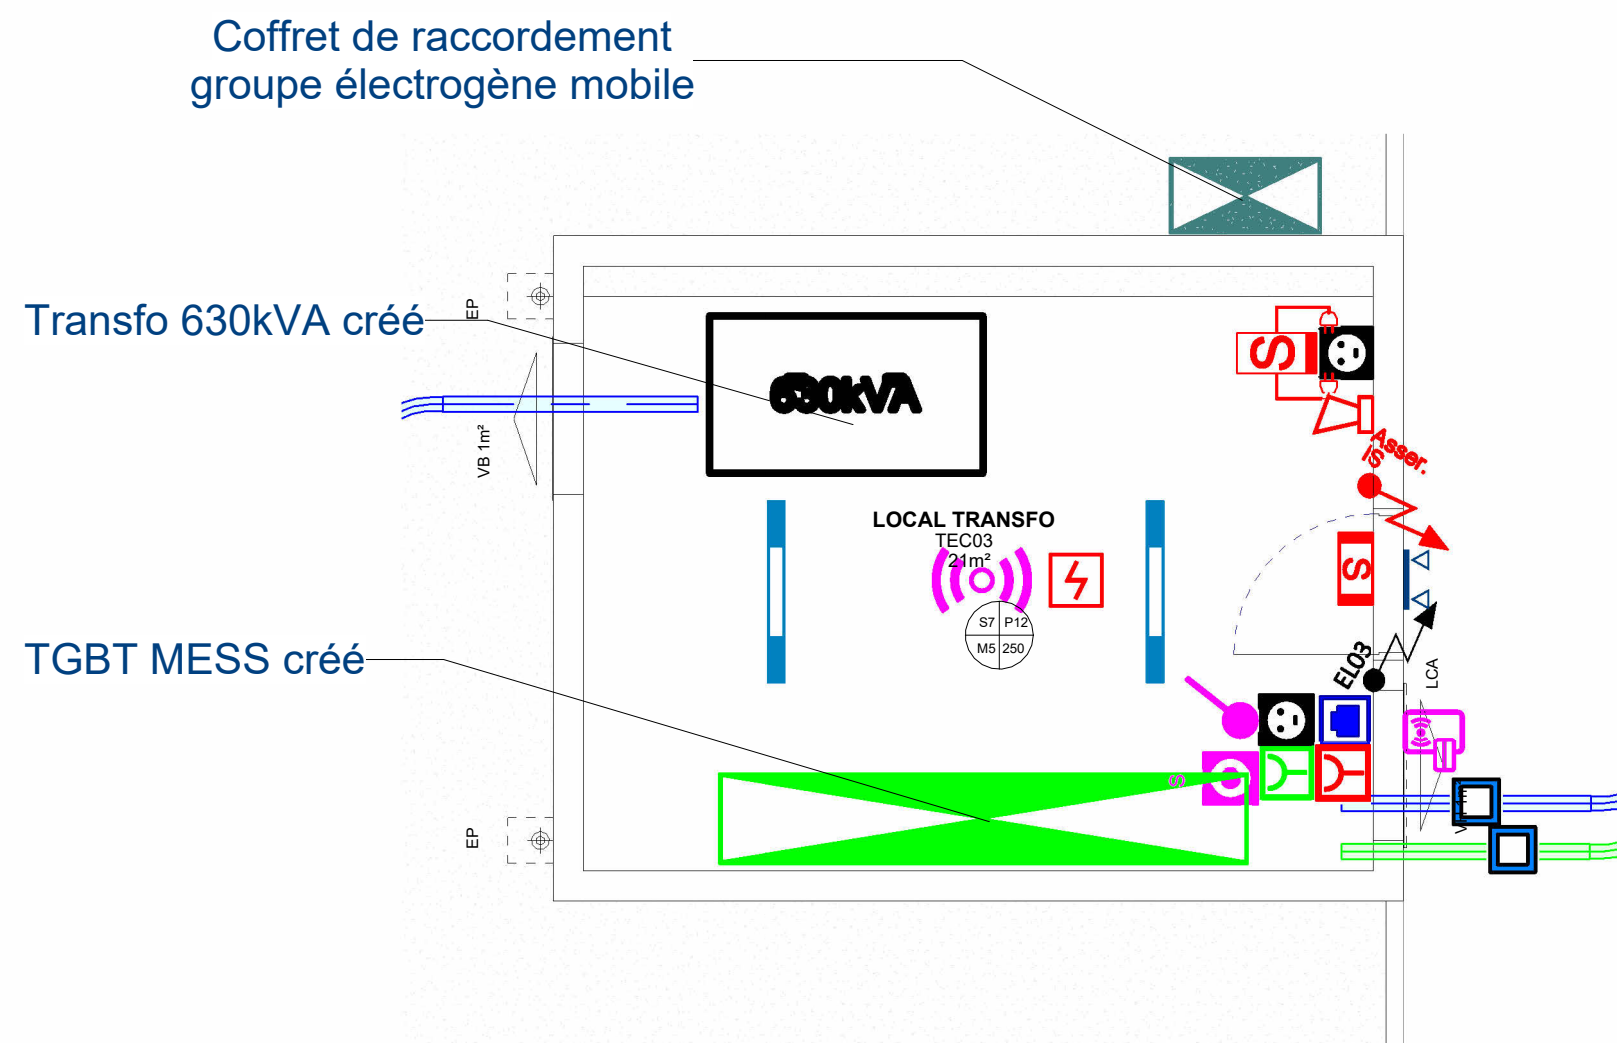 Coffret de raccordement
groupe électrogène mobile
Transfo 630kVA créé
EP
630kVA
S
VB 1m²
Asser.
IS
LOCAL TRANSFO
TEC03
21m²
S
S7 P12
M5 250
TGBT MESS créé
EL03
LCA
S
EP